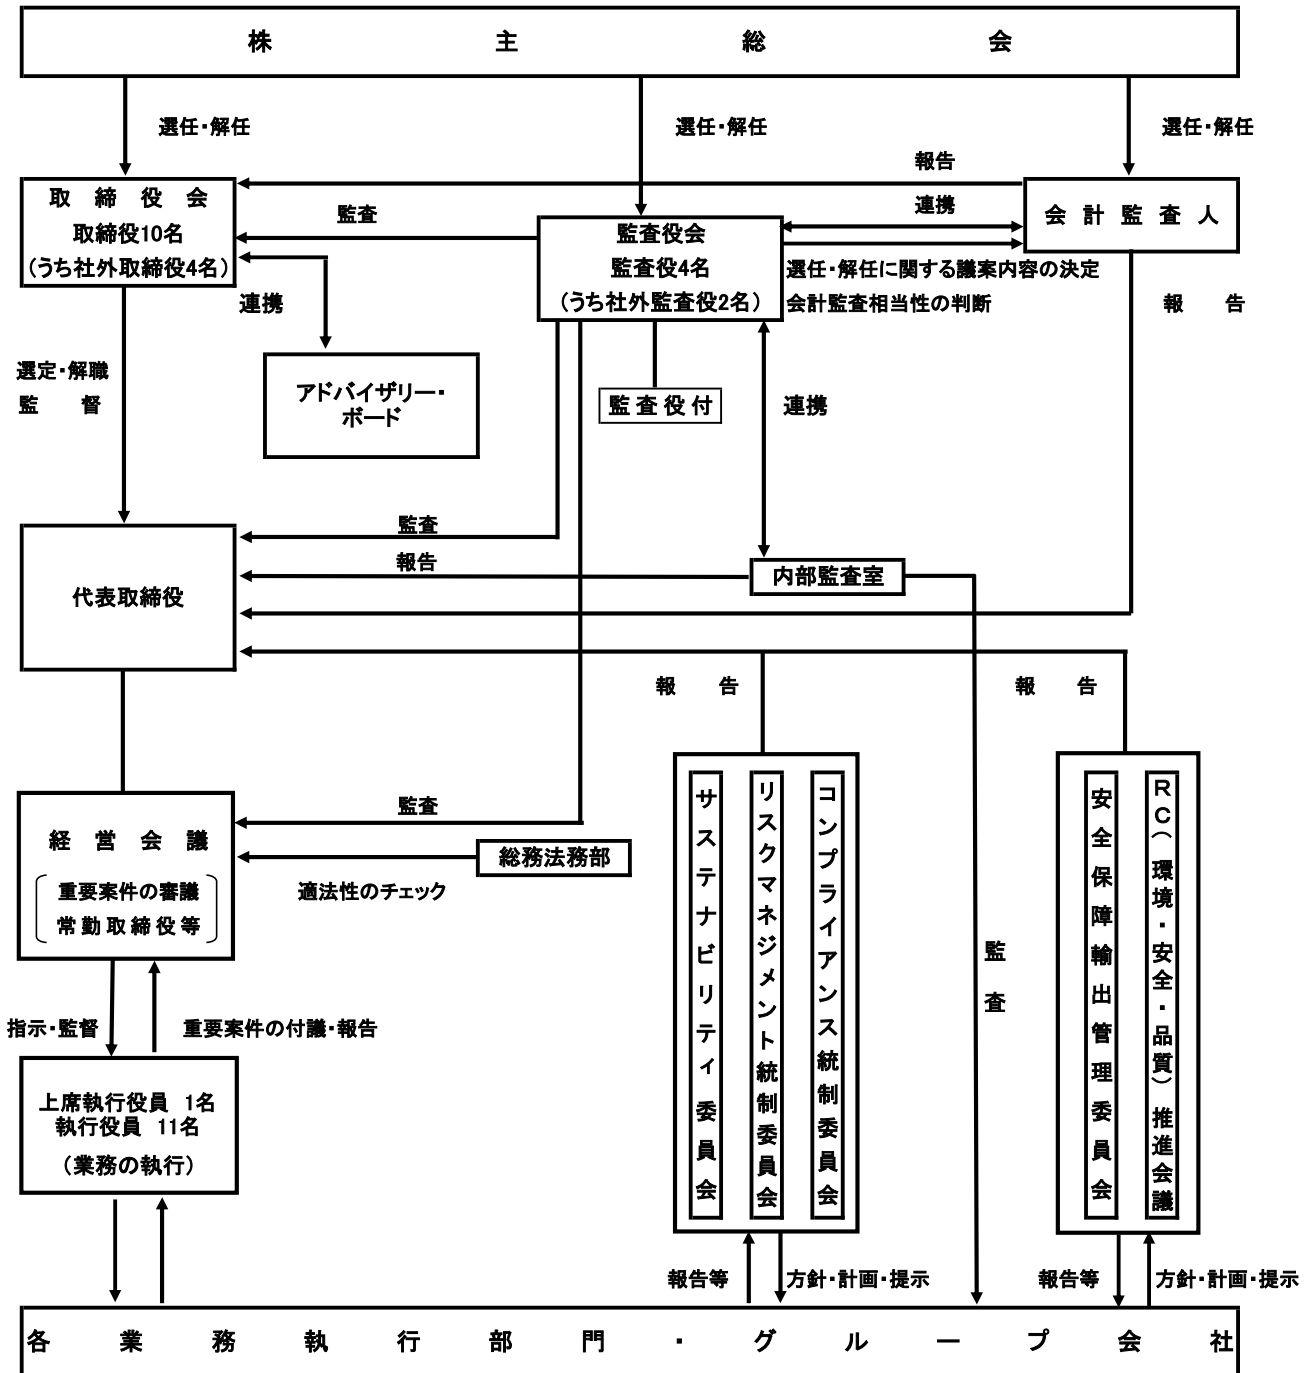 株主総会
選任・解任
選任・解任
選任・解任
報告
取締役会
取締役10名
(うち社外取締役4名)
監査
監査役会
監査役4名
(うち社外監査役2名)
連携
会計監査人
選任・解任に関する議案内容の決定
会計監査相当性の判断
報告
連携
選定・解職
監督
アドバイザリー・
ボード
監査役付
連携
監査
報告
代表取締役
内部監査室
報告
報告
経営会議
重要案件の審議
常勤取締役等
監査
総務法務部
適法性のチェック
サステナビリティ委員会
リスクマネジメント統制委員会
コンプライアンス統制委員会
監査
安全保障輸出管理委員会
RC(環境・安全・品質)推進会議
指示・監督
重要案件の付議・報告
上席執行役員 1名
執行役員 11名
(業務の執行)
報告等
方針・計画・提示
報告等
方針・計画・提示
各業務執行部門・グループ会社